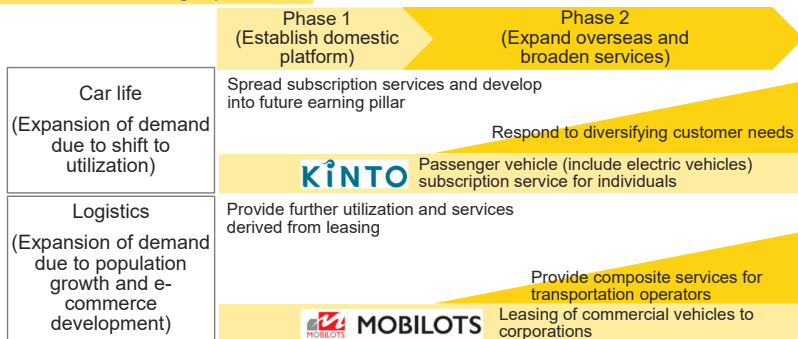 Phase 1
(Establish domestic
platform)
Phase 2
(Expand overseas and
broaden services)
Car life
(Expansion of demand
due to shift to
utilization)
Spread subscription services and develop
into future earning pillar
Respond to diversifying customer needs
KINTO
Passenger vehicle (include electric vehicles)
subscription service for individuals
Logistics
(Expansion of demand
due to population
growth and e-
commerce
development)
Provide further utilization and services
derived from leasing
Provide composite services for
transportation operators
MOBILOTS
MOBILOTS
Leasing of commercial vehicles to
corporations